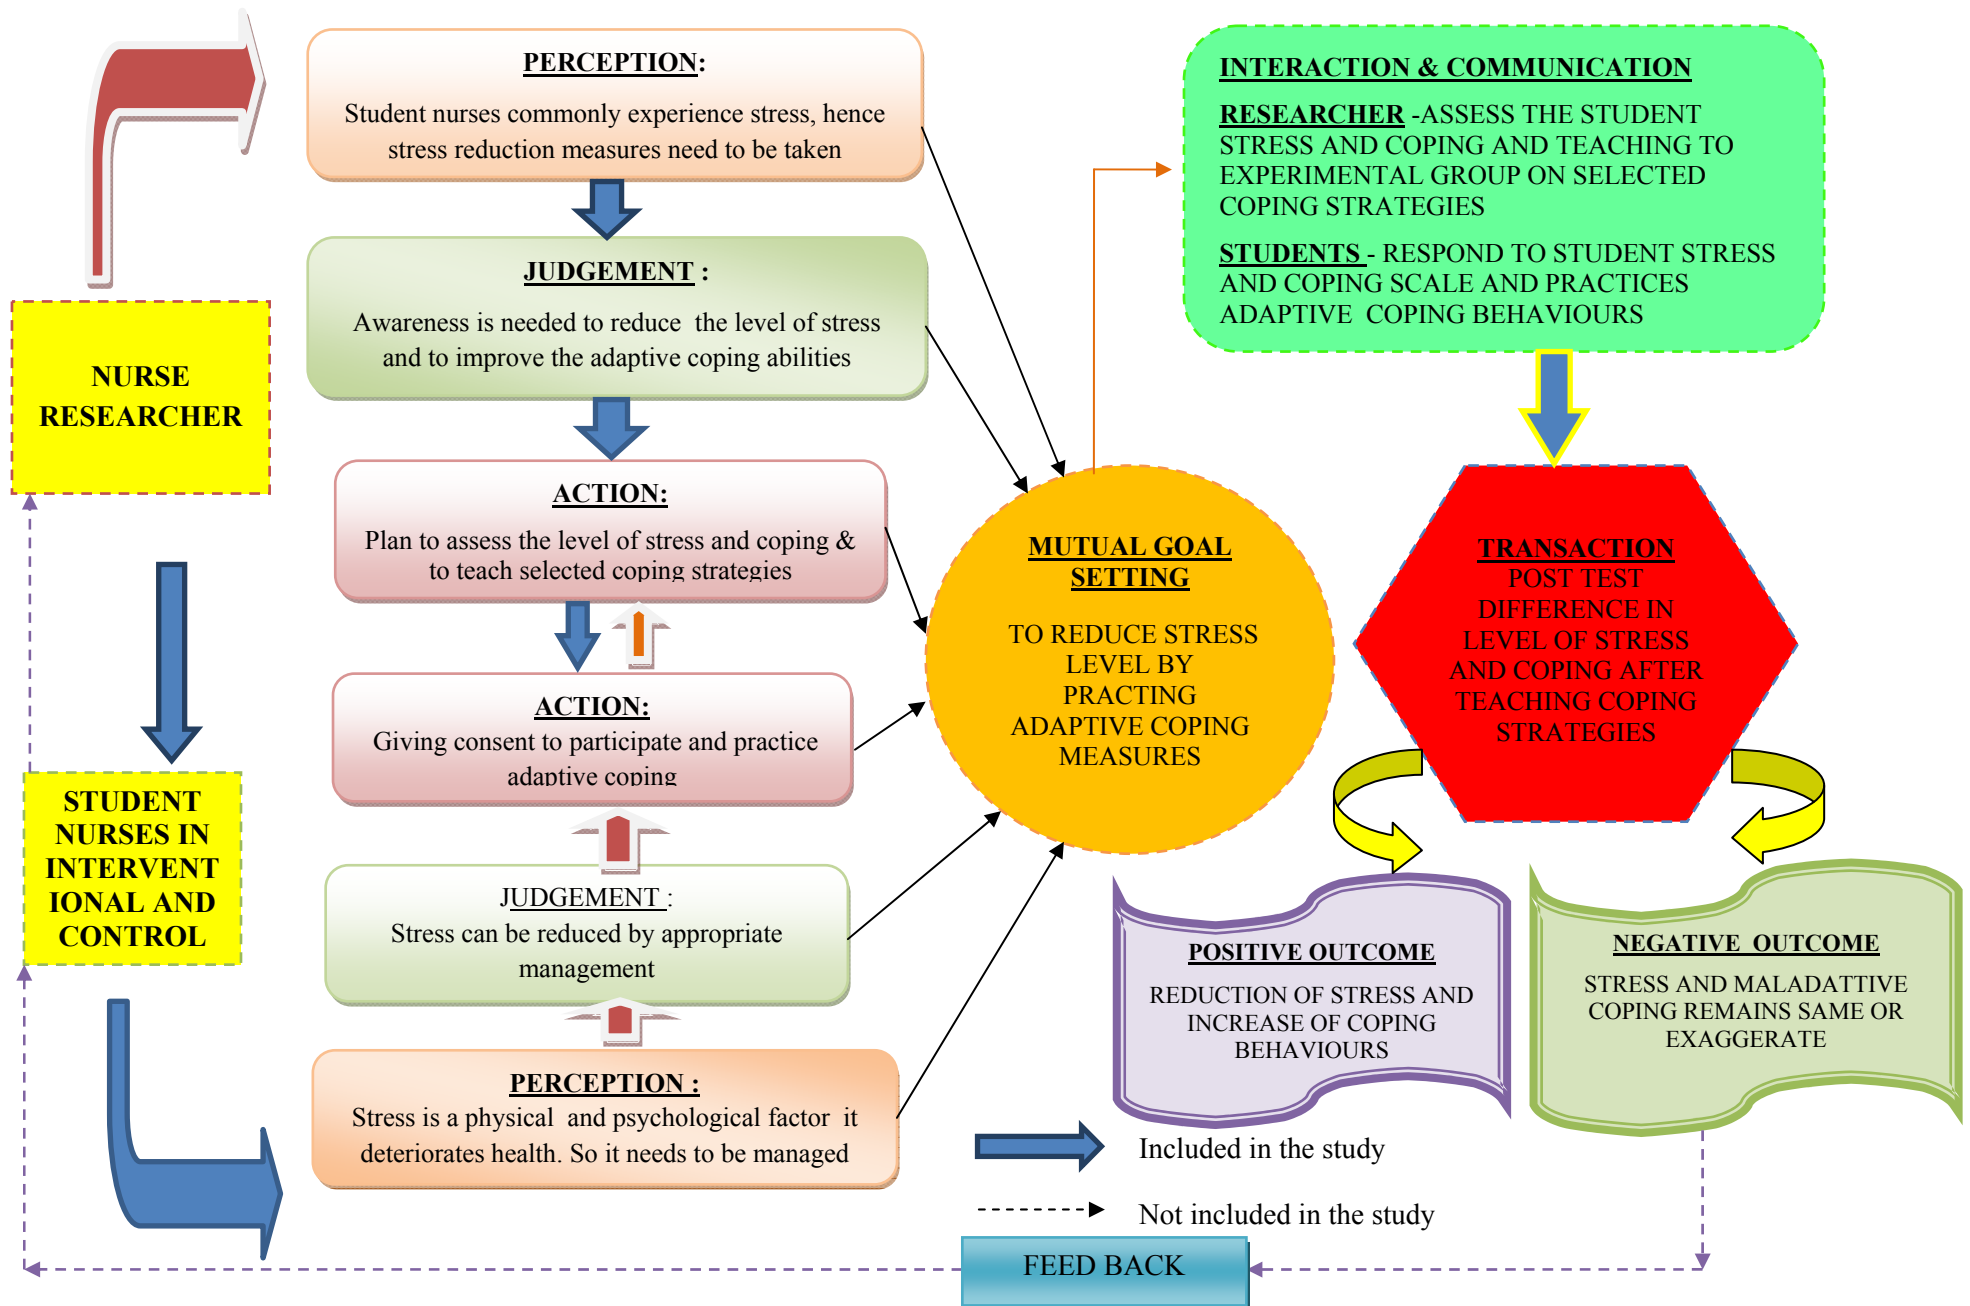 PERCEPTION:
Student nurses commonly experience stress, hence
stress reduction measures need to be taken
JUDGEMENT :
Awareness is needed to reduce the level of stress
and to improve the adaptive coping abilities
ACTION:
Plan to assess the level of stress and coping &
to teach selected coping strategies
ACTION:
Giving consent to participate and practice
adaptive coping
JUDGEMENT :
Stress can be reduced by appropriate
management
PERCEPTION :
Stress is a physical and psychological factor it
deteriorates health. So it needs to be managed
NURSE
RESEARCHER
STUDENT
NURSES IN
INTERVENT
IONAL AND
CONTROL
MUTUAL GOAL
SETTING
TO REDUCE STRESS
LEVEL BY
PRACTING
ADAPTIVE COPING
MEASURES
INTERACTION & COMMUNICATION
RESEARCHER -ASSESS THE STUDENT
STRESS AND COPING AND TEACHING TO
EXPERIMENTAL GROUP ON SELECTED
COPING STRATEGIES
STUDENTS - RESPOND TO STUDENT STRESS
AND COPING SCALE AND PRACTICES
ADAPTIVE COPING BEHAVIOURS
TRANSACTION
POST TEST
DIFFERENCE IN
LEVEL OF STRESS
AND COPING AFTER
TEACHING COPING
STRATEGIES
POSITIVE OUTCOME
REDUCTION OF STRESS AND
INCREASE OF COPING
BEHAVIOURS
NEGATIVE OUTCOME
STRESS AND MALADATTIVE
COPING REMAINS SAME OR
EXAGGERATE
Included in the study
Not included in the study
FEED BACK